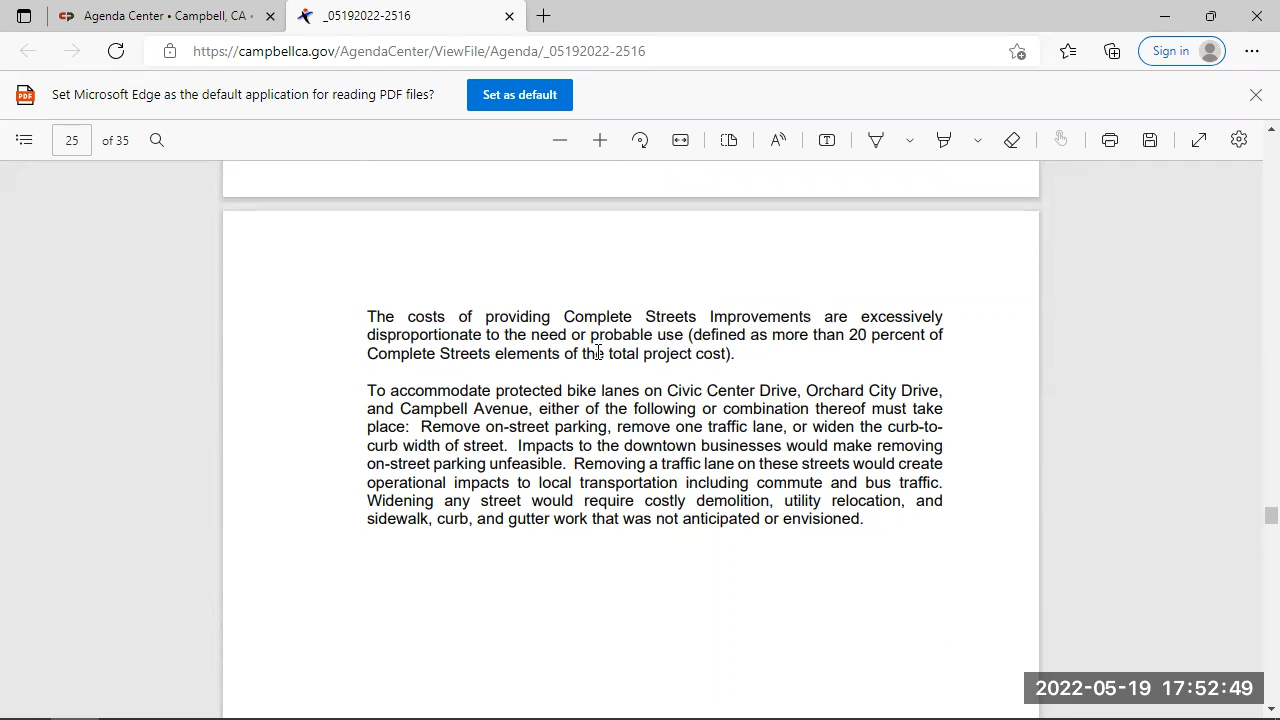 Agenda Center • Campbell, CA •
_05192022-2516
https://campbellca.gov/AgendaCenter/ViewFile/Agenda/_05192022-2516
Sign in
PDF
Set Microsoft Edge as the default application for reading PDF files?
Set as default
25 of 35
The costs of providing Complete Streets Improvements are excessively
disproportionate to the need or probable use (defined as more than 20 percent of
Complete Streets elements of the total project cost).
To accommodate protected bike lanes on Civic Center Drive, Orchard City Drive,
and Campbell Avenue, either of the following or combination thereof must take
place: Remove on-street parking, remove one traffic lane, or widen the curb-to-
curb width of street. Impacts to the downtown businesses would make removing
on-street parking unfeasible. Removing a traffic lane on these streets would create
operational impacts to local transportation including commute and bus traffic.
Widening any street would require costly demolition, utility relocation, and
sidewalk, curb, and gutter work that was not anticipated or envisioned.
2022-05-19 17:52:49